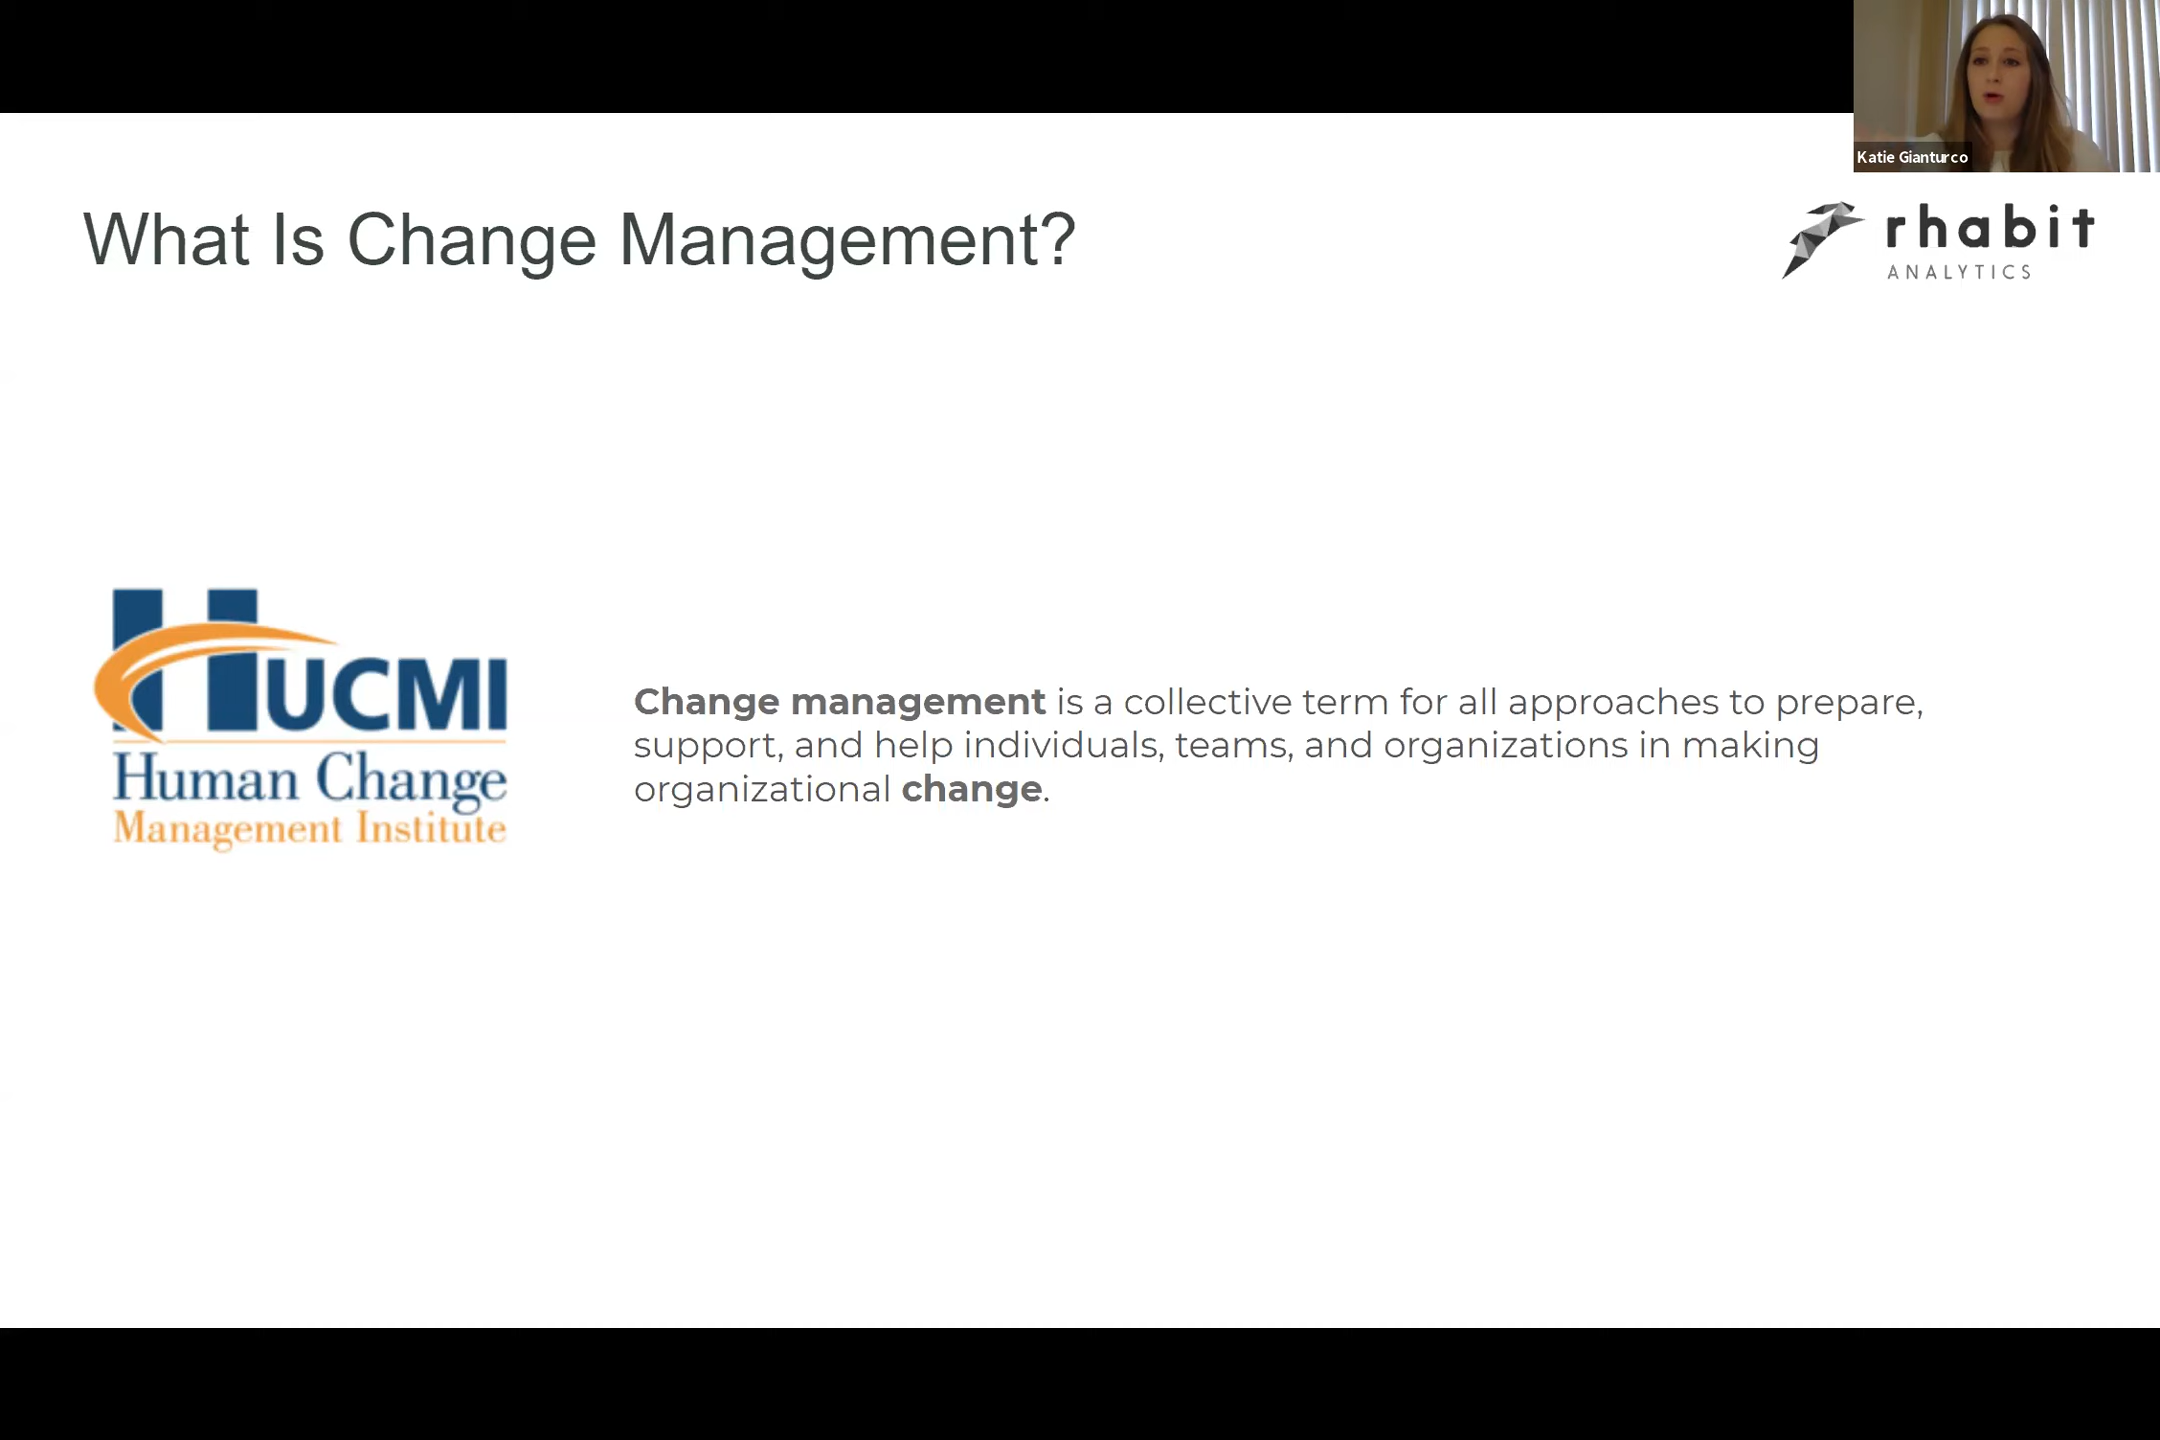 Katie Gianturco
What Is Change Management?
rhabit
ANALYTICS
HUCMI
Human Change
Management Institute
Change management is a collective term for all approaches to prepare,
support, and help individuals, teams, and organizations in making
organizational change.